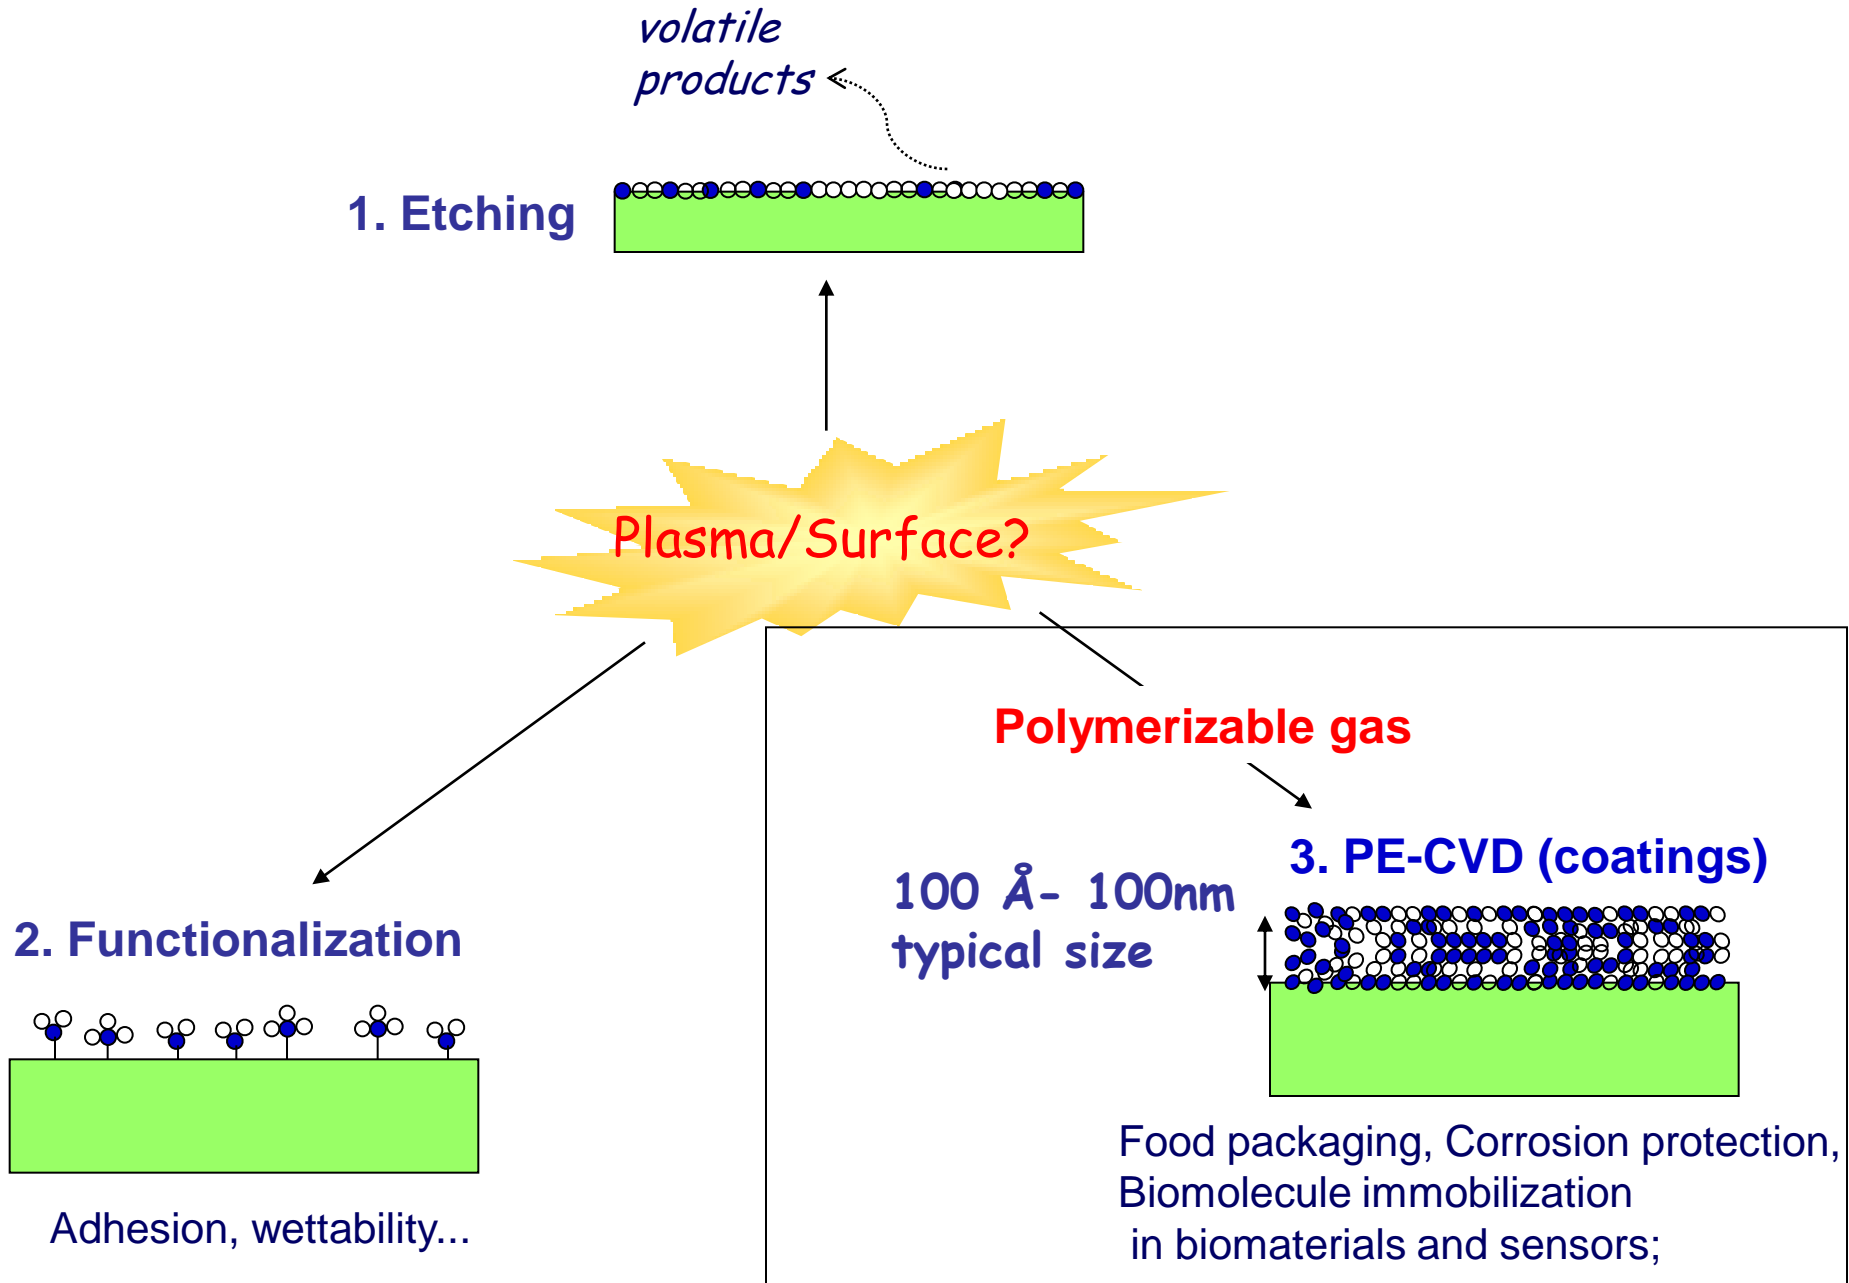 volatile
products
1. Etching
Plasma/Surface?
Polymerizable gas
3. PE-CVD (coatings)
100 Å- 100nm
typical size
2. Functionalization
Food packaging, Corrosion protection,
Biomolecule immobilization
in biomaterials and sensors;
Adhesion, wettability...